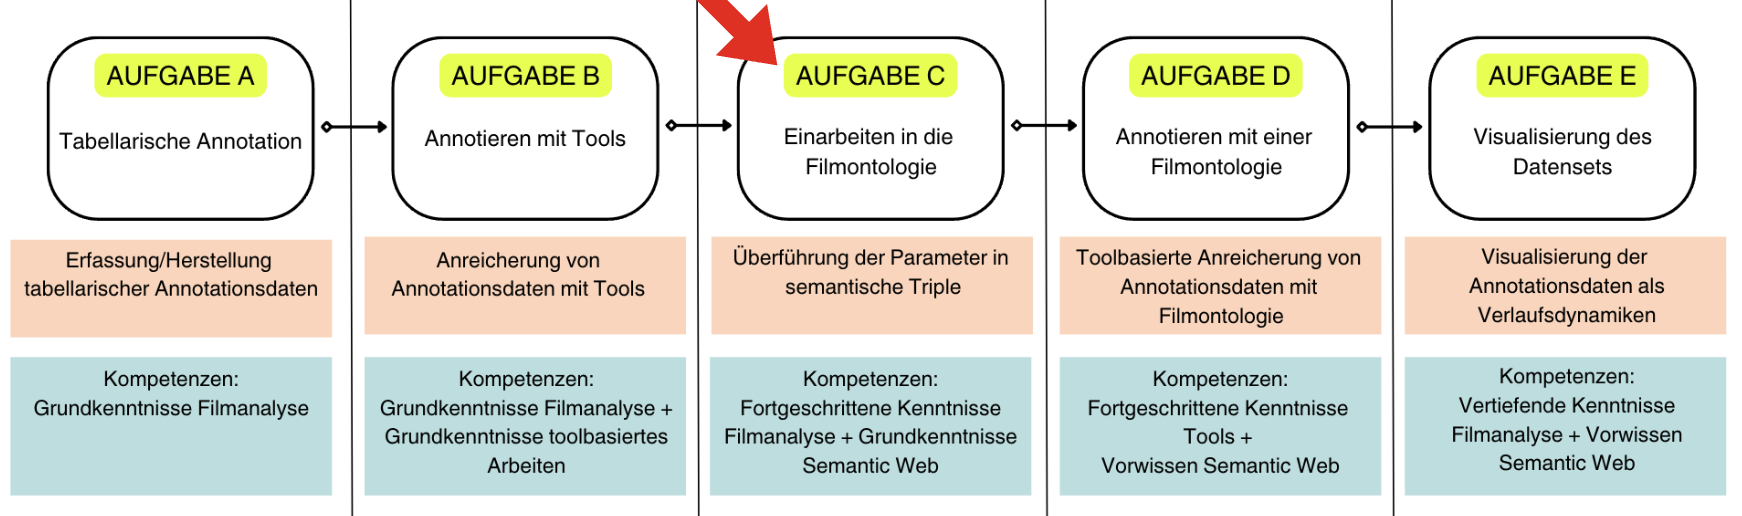 AUFGABE A
Tabellarische Annotation
Erfassung/Herstellung
tabellarischer Annotationsdaten
Kompetenzen:
Grundkenntnisse Filmanalyse
AUFGABE B
Annotieren mit Tools
Anreicherung von
Annotationsdaten mit Tools
Kompetenzen:
Grundkenntnisse Filmanalyse +
Grundkenntnisse toolbasiertes
Arbeiten
AUFGABE C
Einarbeiten in die
Filmontologie
Überführung der Parameter in
semantische Triple
Kompetenzen:
Fortgeschrittene Kenntnisse
Filmanalyse + Grundkenntnisse
Semantic Web
AUFGABE D
Annotieren mit einer
Filmontologie
Toolbasierte Anreicherung von
Annotationsdaten mit
Filmontologie
Kompetenzen:
Fortgeschrittene Kenntnisse
Tools +
Vorwissen Semantic Web
AUFGABE E
Visualisierung des
Datensets
Visualisierung der
Annotationsdaten als
Verlaufsdynamiken
Kompetenzen:
Vertiefende Kenntnisse
Filmanalyse + Vorwissen
Semantic Web